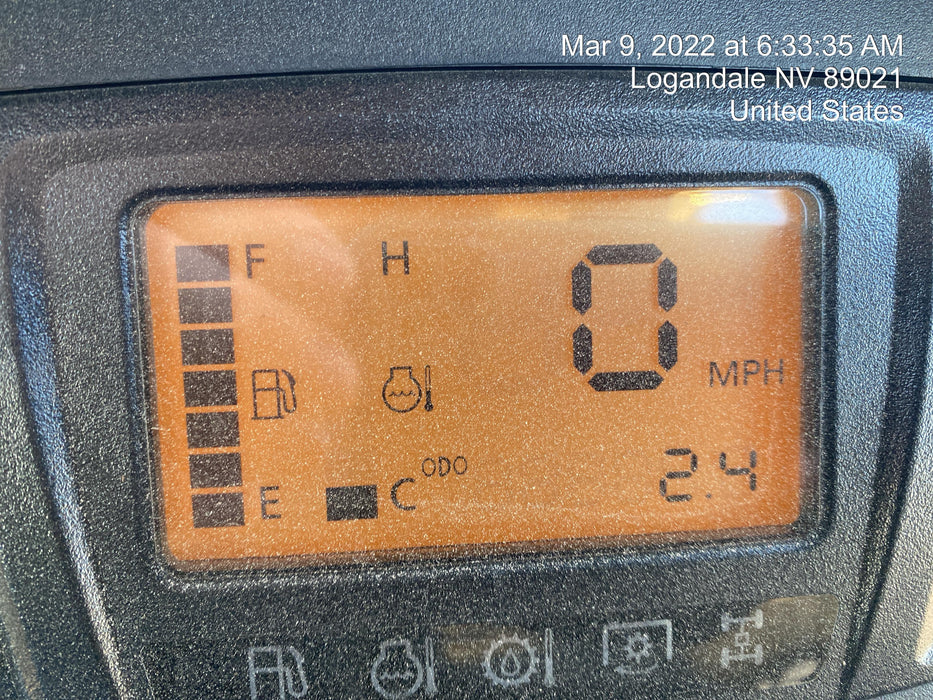 Mar 9, 2022 at 6:33:35 AM
Logandale NV 89021
United States
F
H
0
MPH
E
C
ODO
2.4